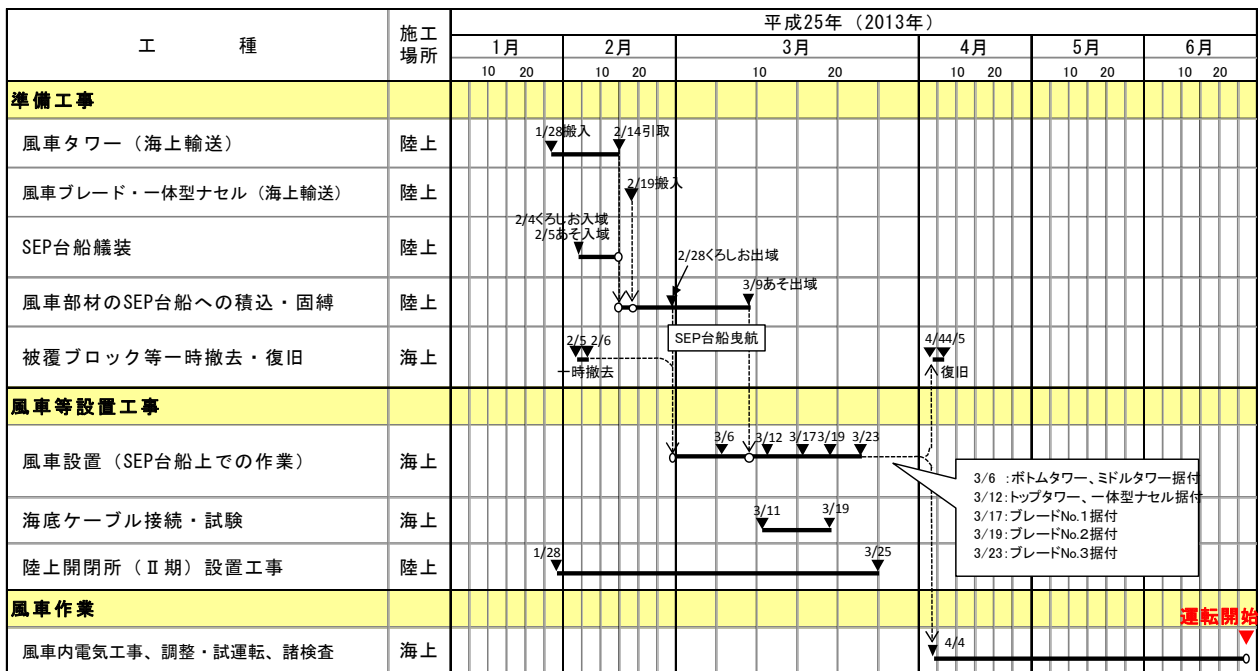 平成25年（2013年）
工　種
施工
場所
1月 2月 3月 4月 5月 6月
10 20 10 20 10 20 10 20 10 20 10 20
準備工事
風車タワー（海上輸送） 陸上 1/28搬入 2/14引取
風車ブレード・一体型ナセル（海上輸送） 陸上 2/19搬入
2/4くろしお入域
2/5あそ入域
SEP台船艤装 陸上
2/28くろしお出域
3/9あそ出域
風車部材のSEP台船への積込・固縛 陸上
SEP台船曳航
被覆ブロック等一時撤去・復旧 海上 2/5 2/6 4/4 4/5
一時撤去 復旧
風車等設置工事
風車設置（SEP台船上での作業） 海上 3/6 3/12 3/17 3/19 3/23
3/6 :ボトムタワー、ミドルタワー据付
3/12:トップタワー、一体型ナセル据付
3/17:ブレードNo.1据付
3/19:ブレードNo.2据付
3/23:ブレードNo.3据付
海底ケーブル接続・試験 海上 3/11 3/19
陸上開閉所（Ⅱ期）設置工事 陸上 1/28 3/25
風車作業
運転開始
風車内電気工事、調整・試運転、諸検査 海上 4/4